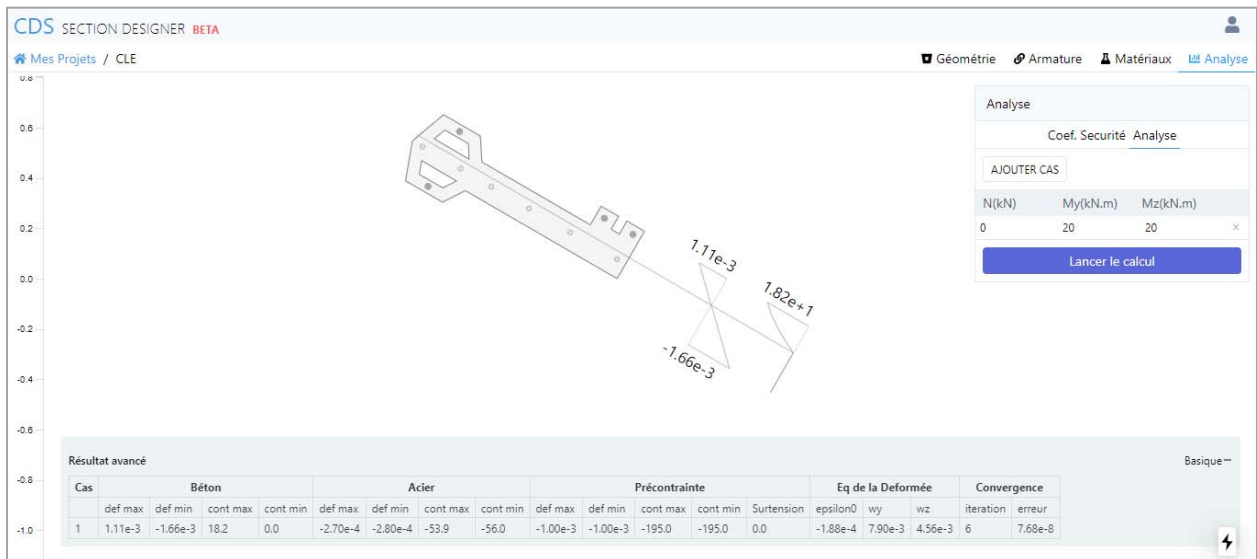 CDS SECTION DESIGNER BETA
Mes Projets / CLE
Géométrie Armature Matériaux Analyse
0.8
0.6
0.4
0.2
0.0
-0.2
-0.4
-0.6
-0.8
-1.0
1.11e-3
1.82e+1
-1.66e-3
Analyse
Coef. Securité Analyse
AJOUTER CAS
N(kN) My(kN.m) Mz(kN.m)
0 20 20 ×
Lancer le calcul
Résultat avancé Basique −
Cas Béton Acier Précontrainte Eq de la Deformée Convergence
def max def min cont max cont min def max def min cont max cont min def max def min cont max cont min Surtension epsilon0 wy wz iteration erreur
1 1.11e-3 -1.66e-3 18.2 0.0 -2.70e-4 -2.80e-4 -53.9 -56.0 -1.00e-3 -1.00e-3 -195.0 -195.0 0.0 -1.88e-4 7.90e-3 4.56e-3 6 7.68e-8